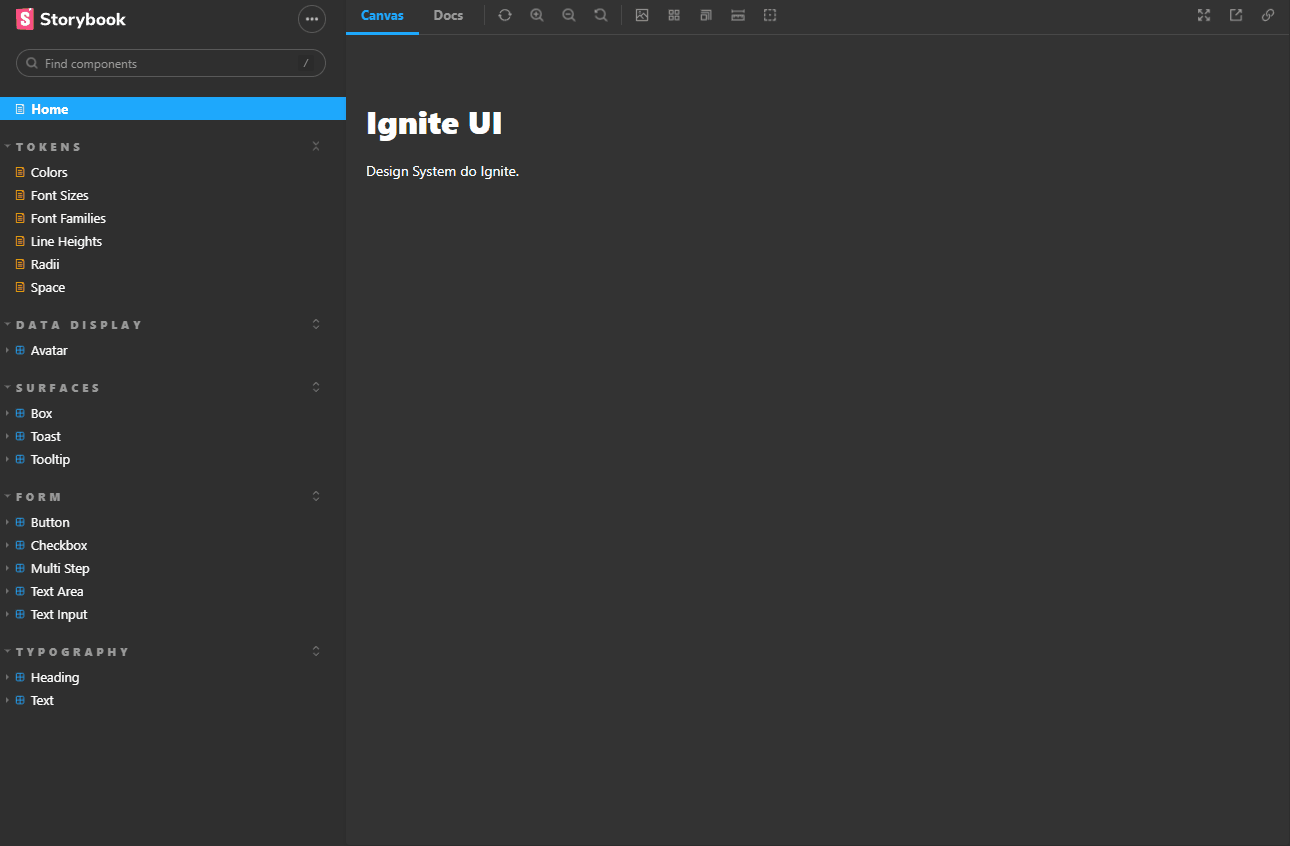 Storybook
Find components
/
Home
TOKENS
Colors
Font Sizes
Font Families
Line Heights
Radii
Space
DATA DISPLAY
Avatar
SURFACES
Box
Toast
Tooltip
FORM
Button
Checkbox
Multi Step
Text Area
Text Input
TYPOGRAPHY
Heading
Text
Canvas
Docs
Ignite UI
Design System do Ignite.